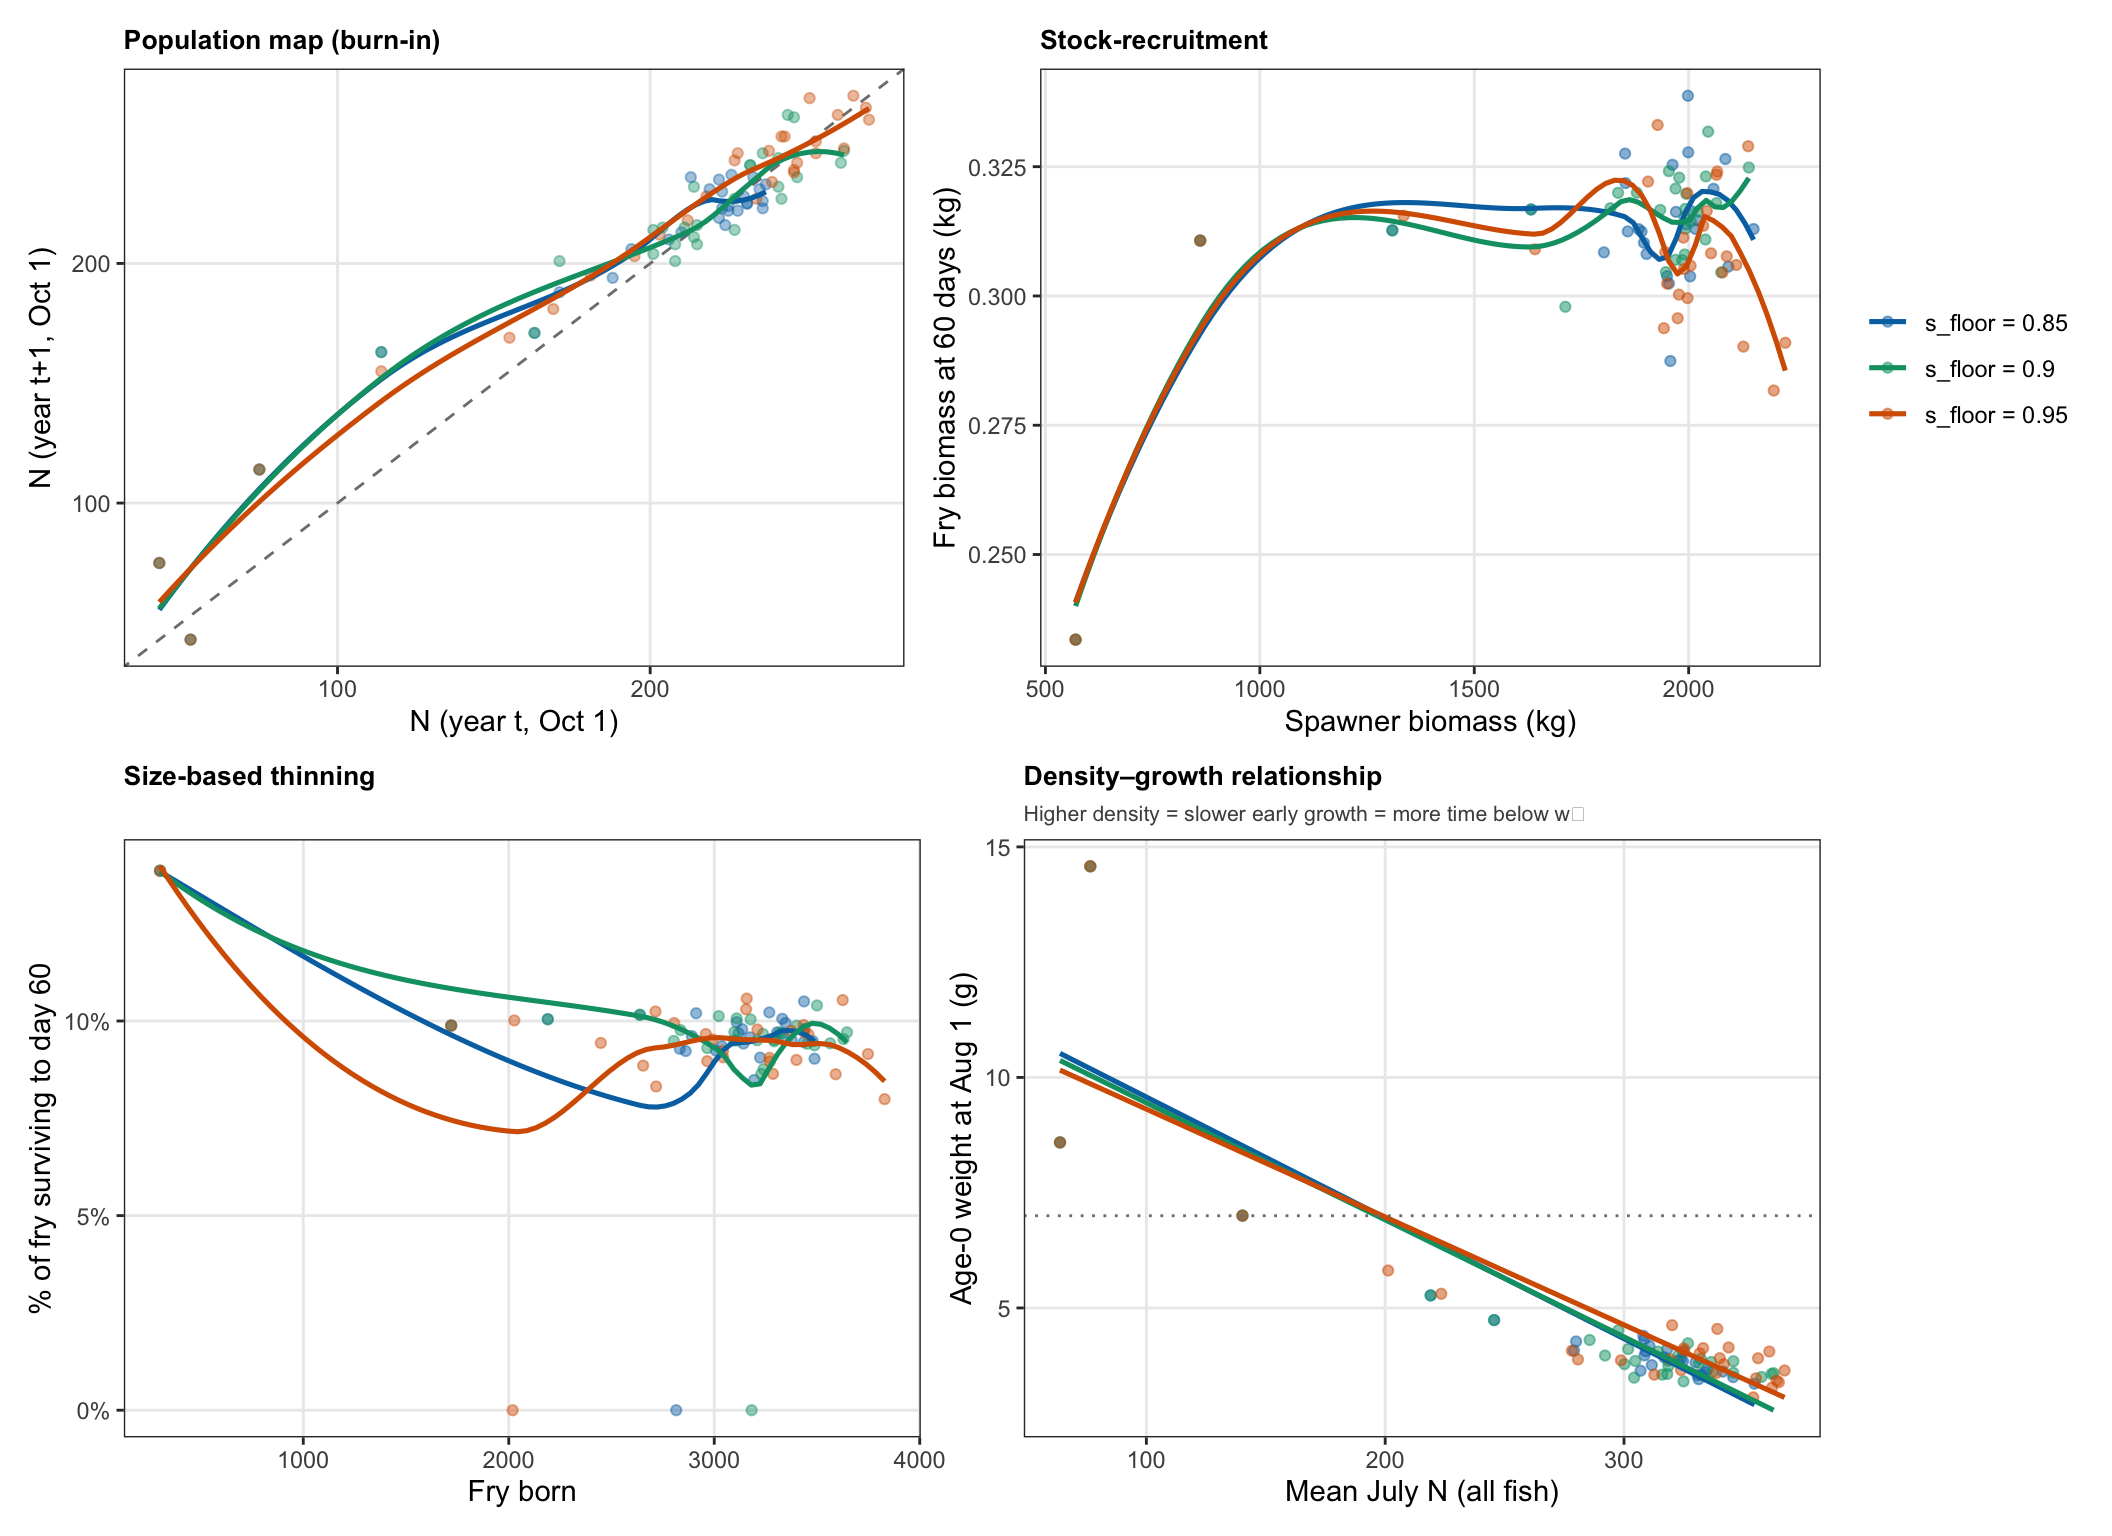 Population map (burn-in)
N (year t+1, Oct 1)
200
100
100
200
N (year t, Oct 1)
Stock-recruitment
Fry biomass at 60 days (kg)
0.325
0.300
0.275
0.250
500
1000
1500
2000
Spawner biomass (kg)
s_floor = 0.85
s_floor = 0.9
s_floor = 0.95
Size-based thinning
% of fry surviving to day 60
10%
5%
0%
1000
2000
3000
4000
Fry born
Density–growth relationship
Higher density = slower early growth = more time below w□
Age-0 weight at Aug 1 (g)
15
10
5
100
200
300
Mean July N (all fish)